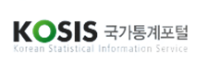 KOSIS 국가통계포털
Korean Statistical Information Service